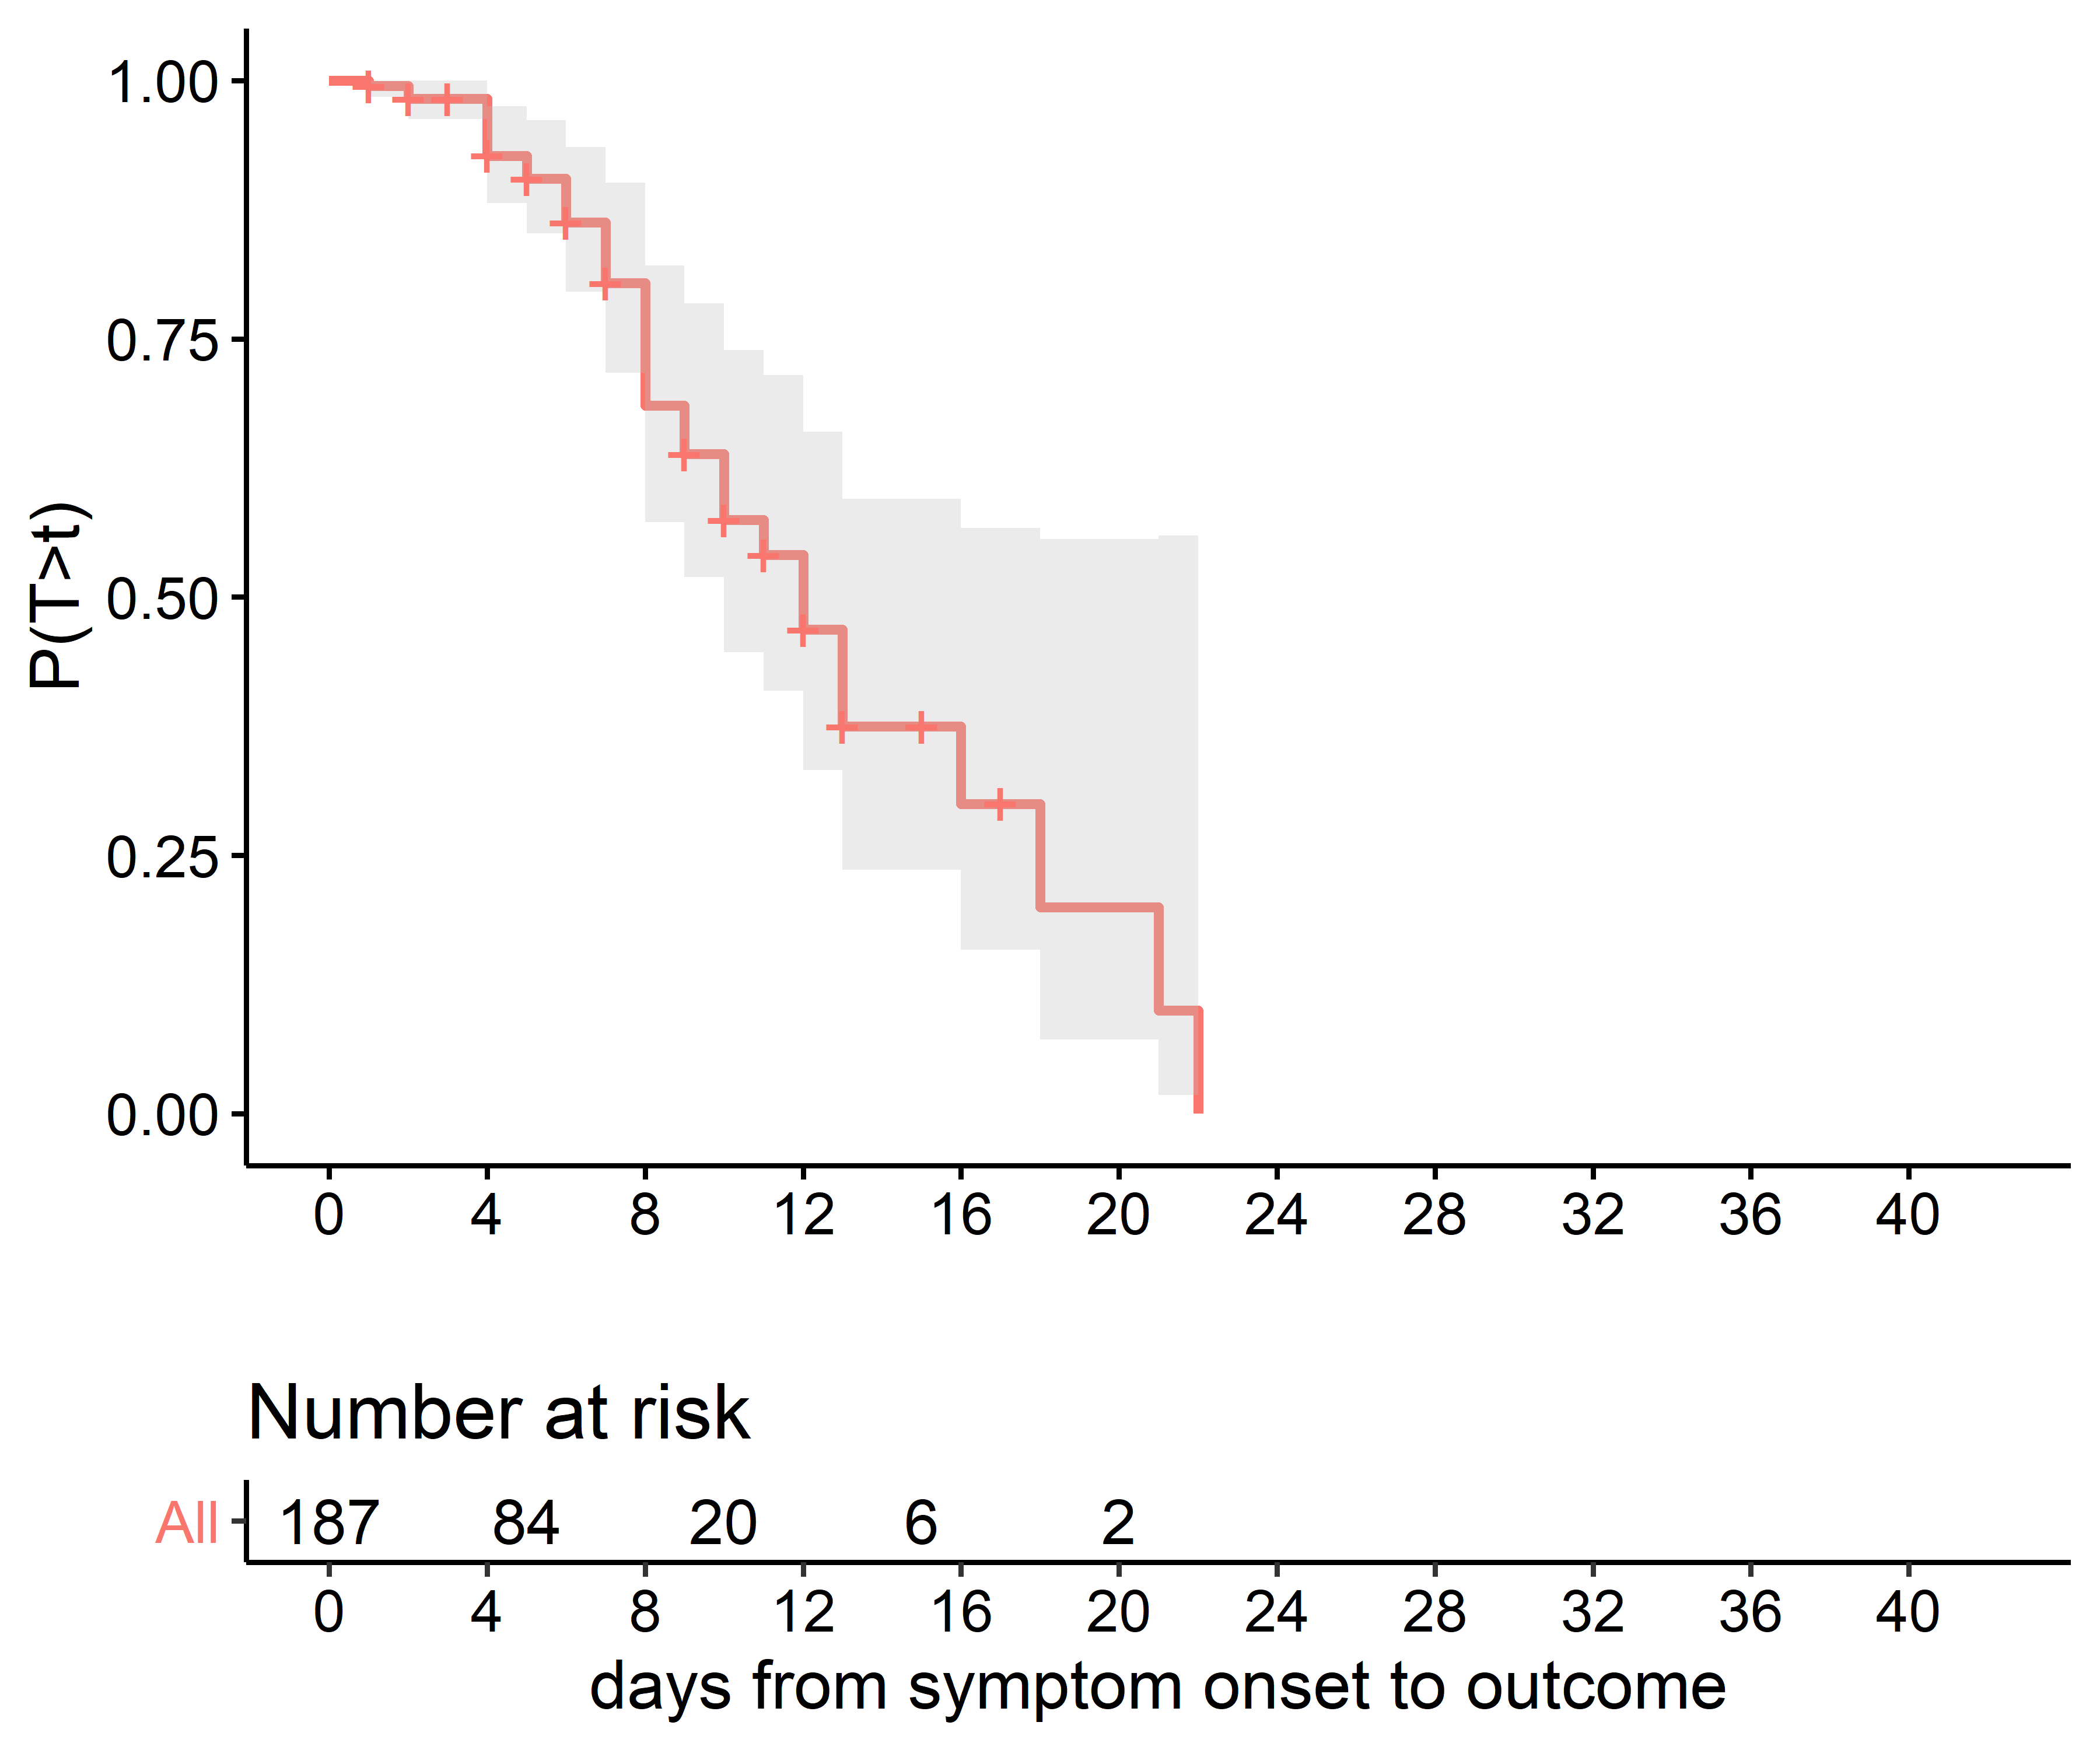 1.00
0.75
0.50
0.25
0.00
P(T>t)
0 4 8 12 16 20 24 28 32 36 40
Number at risk
All 187 84 20 6 2
0 4 8 12 16 20 24 28 32 36 40
days from symptom onset to outcome